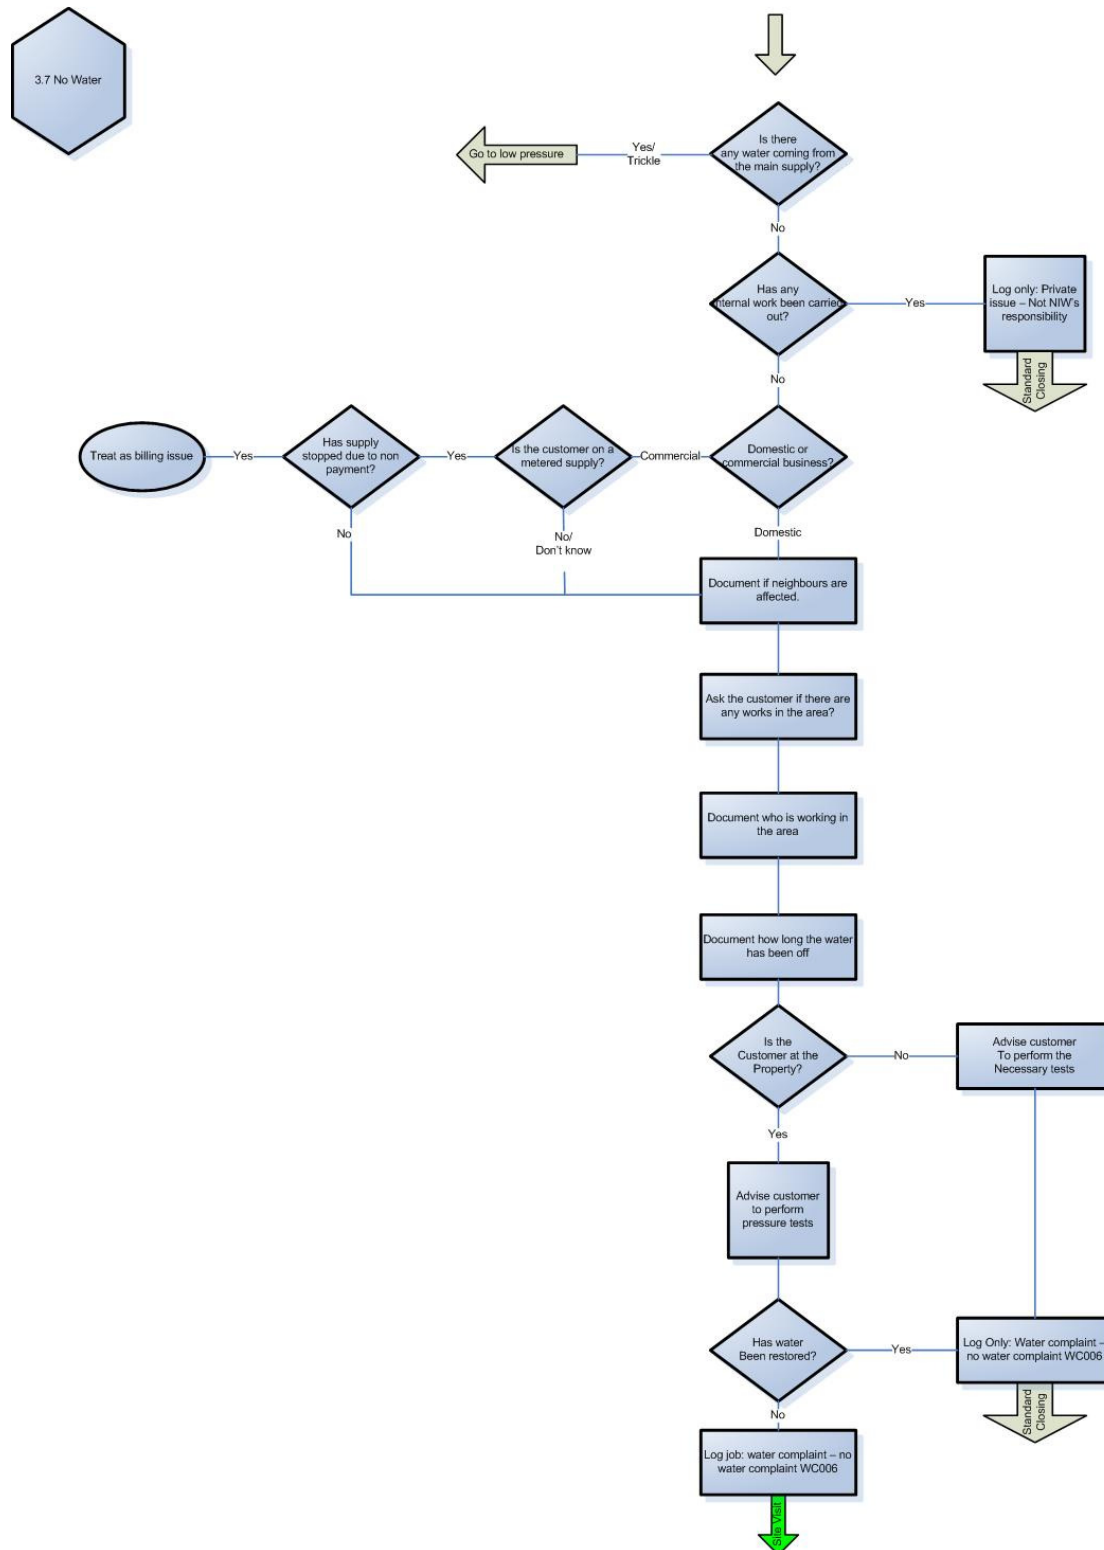 3.7 No Water
Is there
any water coming from
the main supply?
Yes/
Trickle
Go to low pressure
No
Has any
internal work been carried
out?
Yes
Log only: Private
issue – Not NIW's
responsibility
Standard
Closing
No
Domestic or
commercial business?
Commercial
Is the customer on a
metered supply?
Yes
Has supply
stopped due to non
payment?
Yes
Treat as billing issue
No
No/
Don't know
Domestic
Document if neighbours are
affected.
Ask the customer if there are
any works in the area?
Document who is working in
the area
Document how long the water
has been off
Is the
Customer at the
Property?
No
Advise customer
To perform the
Necessary tests
Yes
Advise customer
to perform
pressure tests
Has water
Been restored?
Yes
Log Only: Water complaint –
no water complaint WC006
Standard
Closing
No
Log job: water complaint – no
water complaint WC006
Site Visit